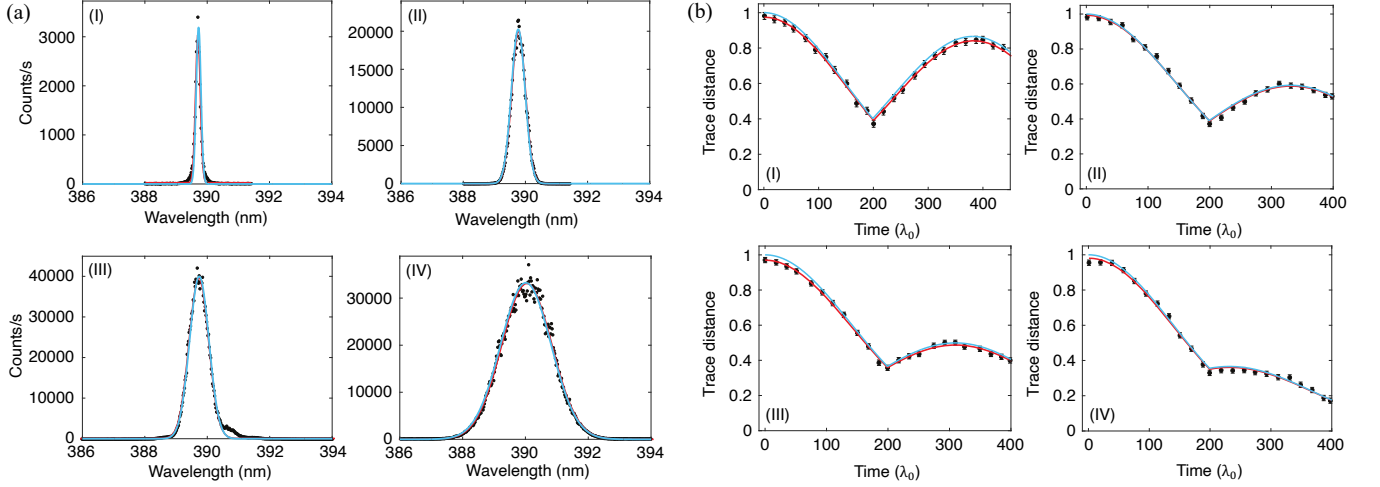 (a)
(I)
Counts/s
3000
2000
1000
0
386 388 390 392 394
Wavelength (nm)
(II)
20000
15000
10000
5000
0
386 388 390 392 394
Wavelength (nm)
(III)
Counts/s
40000
30000
20000
10000
0
386 388 390 392 394
Wavelength (nm)
(IV)
30000
20000
10000
0
386 388 390 392 394
Wavelength (nm)
(b)
Trace distance
1
0.8
0.6
0.4
0.2
0
(I)
0 100 200 300 400
Time (λ₀)
Trace distance
1
0.8
0.6
0.4
0.2
0
(II)
0 100 200 300 400
Time (λ₀)
Trace distance
1
0.8
0.6
0.4
0.2
0
(III)
0 100 200 300 400
Time (λ₀)
Trace distance
1
0.8
0.6
0.4
0.2
0
(IV)
0 100 200 300 400
Time (λ₀)